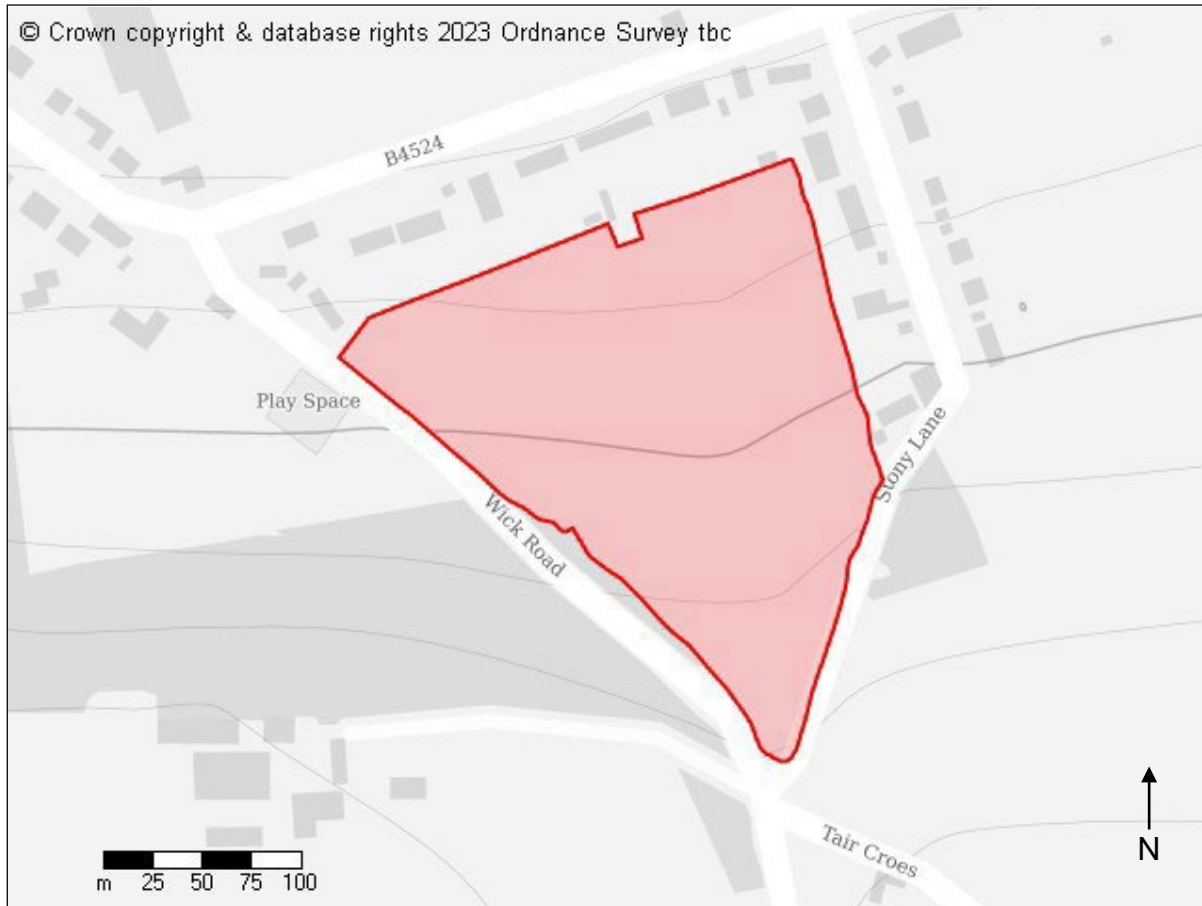 © Crown copyright & database rights 2023 Ordnance Survey tbc
B4524
Play Space
Stony Lane
Wick Road
Tair Croes
N
m 25 50 75 100